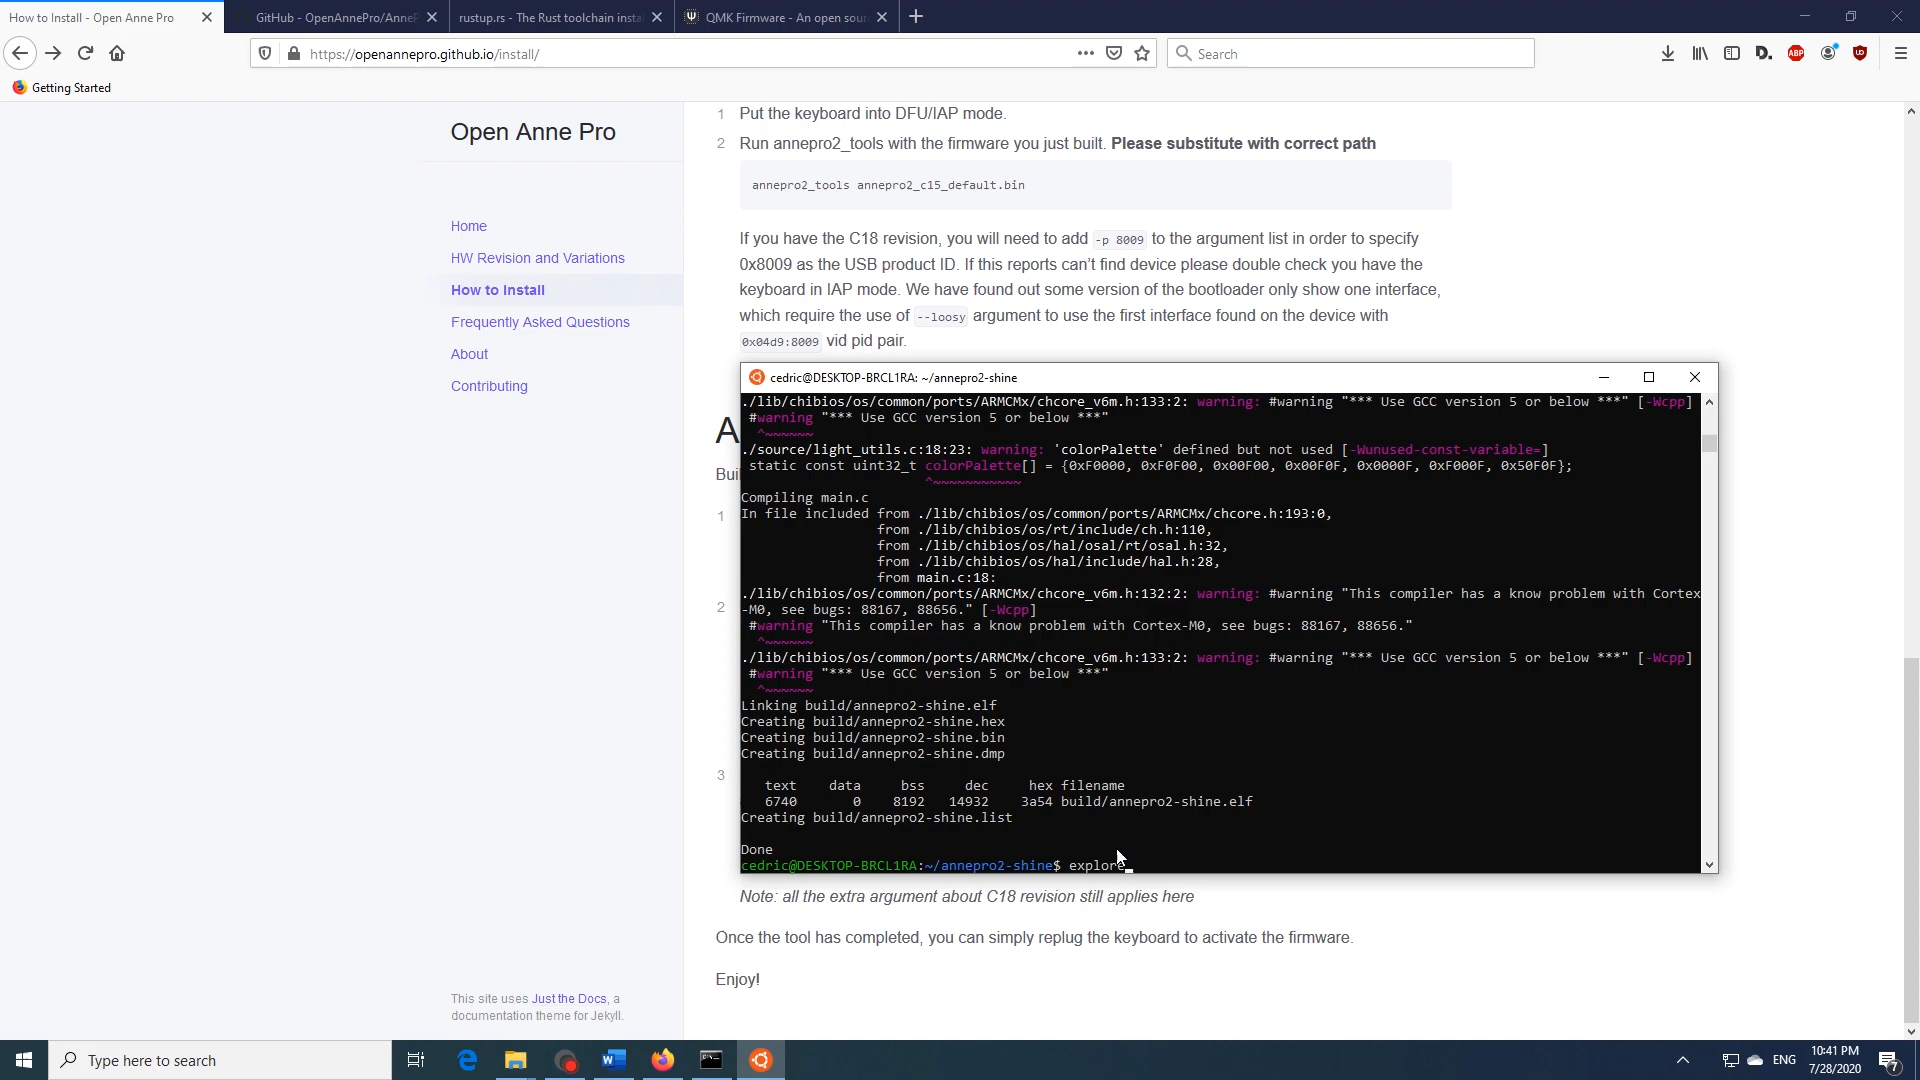 How to Install - Open Anne Pro
GitHub - OpenAnnePro/AnneP
rustup.rs - The Rust toolchain insta
QMK Firmware - An open sour
https://openannepro.github.io/install/
Search
Getting Started
Open Anne Pro
Home
HW Revision and Variations
How to Install
Frequently Asked Questions
About
Contributing
This site uses Just the Docs, a
documentation theme for Jekyll.
1 Put the keyboard into DFU/IAP mode.
2 Run annepro2_tools with the firmware you just built. Please substitute with correct path
annepro2_tools annepro2_c15_default.bin
If you have the C18 revision, you will need to add -p 8009 to the argument list in order to specify
0x8009 as the USB product ID. If this reports can't find device please double check you have the
keyboard in IAP mode. We have found out some version of the bootloader only show one interface,
which require the use of --loosy argument to use the first interface found on the device with
0x04d9:8009 vid pid pair.
A
Buil
1
2
3
cedric@DESKTOP-BRCL1RA: ~/annepro2-shine
./lib/chibios/os/common/ports/ARMCMx/chcore_v6m.h:133:2: warning: #warning "*** Use GCC version 5 or below ***" [-Wcpp]
#warning "*** Use GCC version 5 or below ***"
^~~~~~~
./source/light_utils.c:18:23: warning: 'colorPalette' defined but not used [-Wunused-const-variable=]
static const uint32_t colorPalette[] = {0xF0000, 0xF0F00, 0x00F00, 0x00F0F, 0x0000F, 0xF000F, 0x50F0F};
^~~~~~~~~~~~
Compiling main.c
In file included from ./lib/chibios/os/common/ports/ARMCMx/chcore.h:193:0,
from ./lib/chibios/os/rt/include/ch.h:110,
from ./lib/chibios/os/hal/osal/rt/osal.h:32,
from ./lib/chibios/os/hal/include/hal.h:28,
from main.c:18:
./lib/chibios/os/common/ports/ARMCMx/chcore_v6m.h:132:2: warning: #warning "This compiler has a know problem with Cortex
-M0, see bugs: 88167, 88656." [-Wcpp]
#warning "This compiler has a know problem with Cortex-M0, see bugs: 88167, 88656."
^~~~~~~
./lib/chibios/os/common/ports/ARMCMx/chcore_v6m.h:133:2: warning: #warning "*** Use GCC version 5 or below ***" [-Wcpp]
#warning "*** Use GCC version 5 or below ***"
^~~~~~~
Linking build/annepro2-shine.elf
Creating build/annepro2-shine.hex
Creating build/annepro2-shine.bin
Creating build/annepro2-shine.dmp
text data bss dec hex filename
6740 0 8192 14932 3a54 build/annepro2-shine.elf
Creating build/annepro2-shine.list
Done
cedric@DESKTOP-BRCL1RA:~/annepro2-shine$ explore
Note: all the extra argument about C18 revision still applies here
Once the tool has completed, you can simply replug the keyboard to activate the firmware.
Enjoy!
Type here to search
ENG
10:41 PM
7/28/2020
7